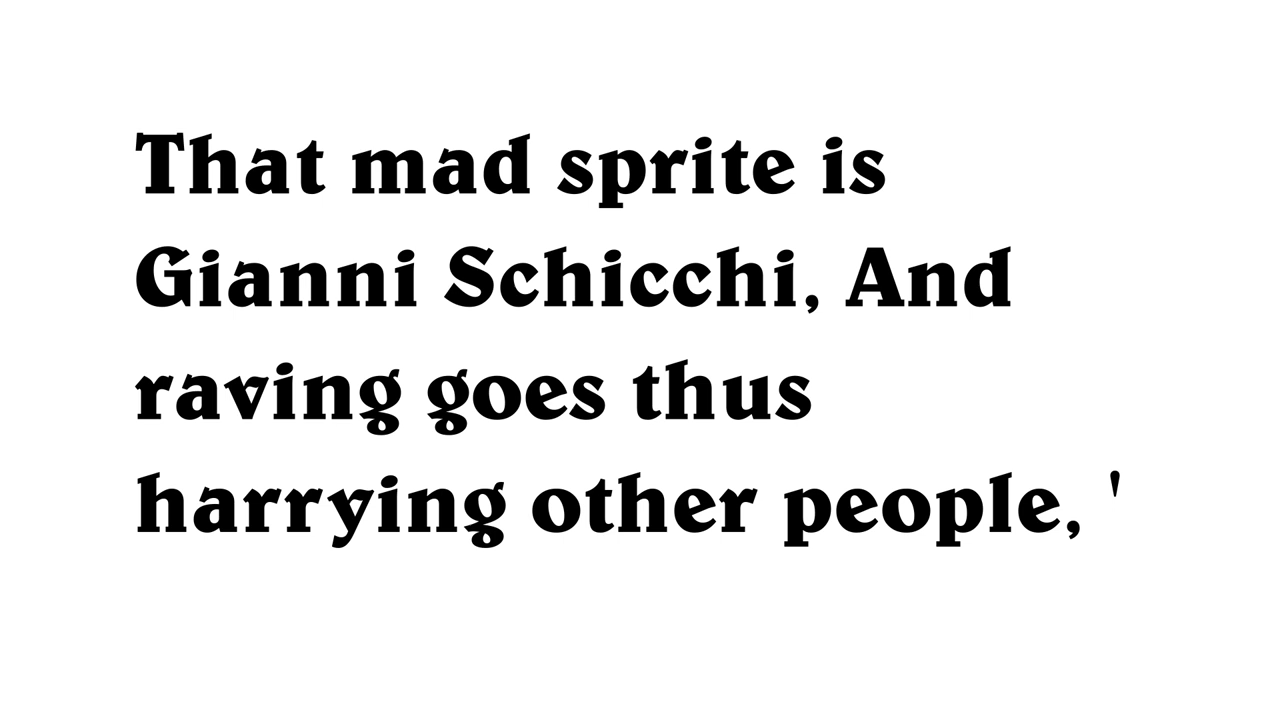 That mad sprite is
Gianni Schicchi, And
raving goes thus
harrying other people, '